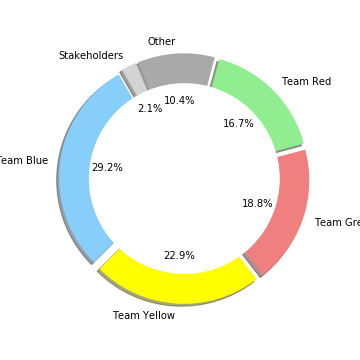 Other
Stakeholders
10.4%
Team Red
2.1%
16.7%
Team Blue
29.2%
18.8%
Team Gre
22.9%
Team Yellow